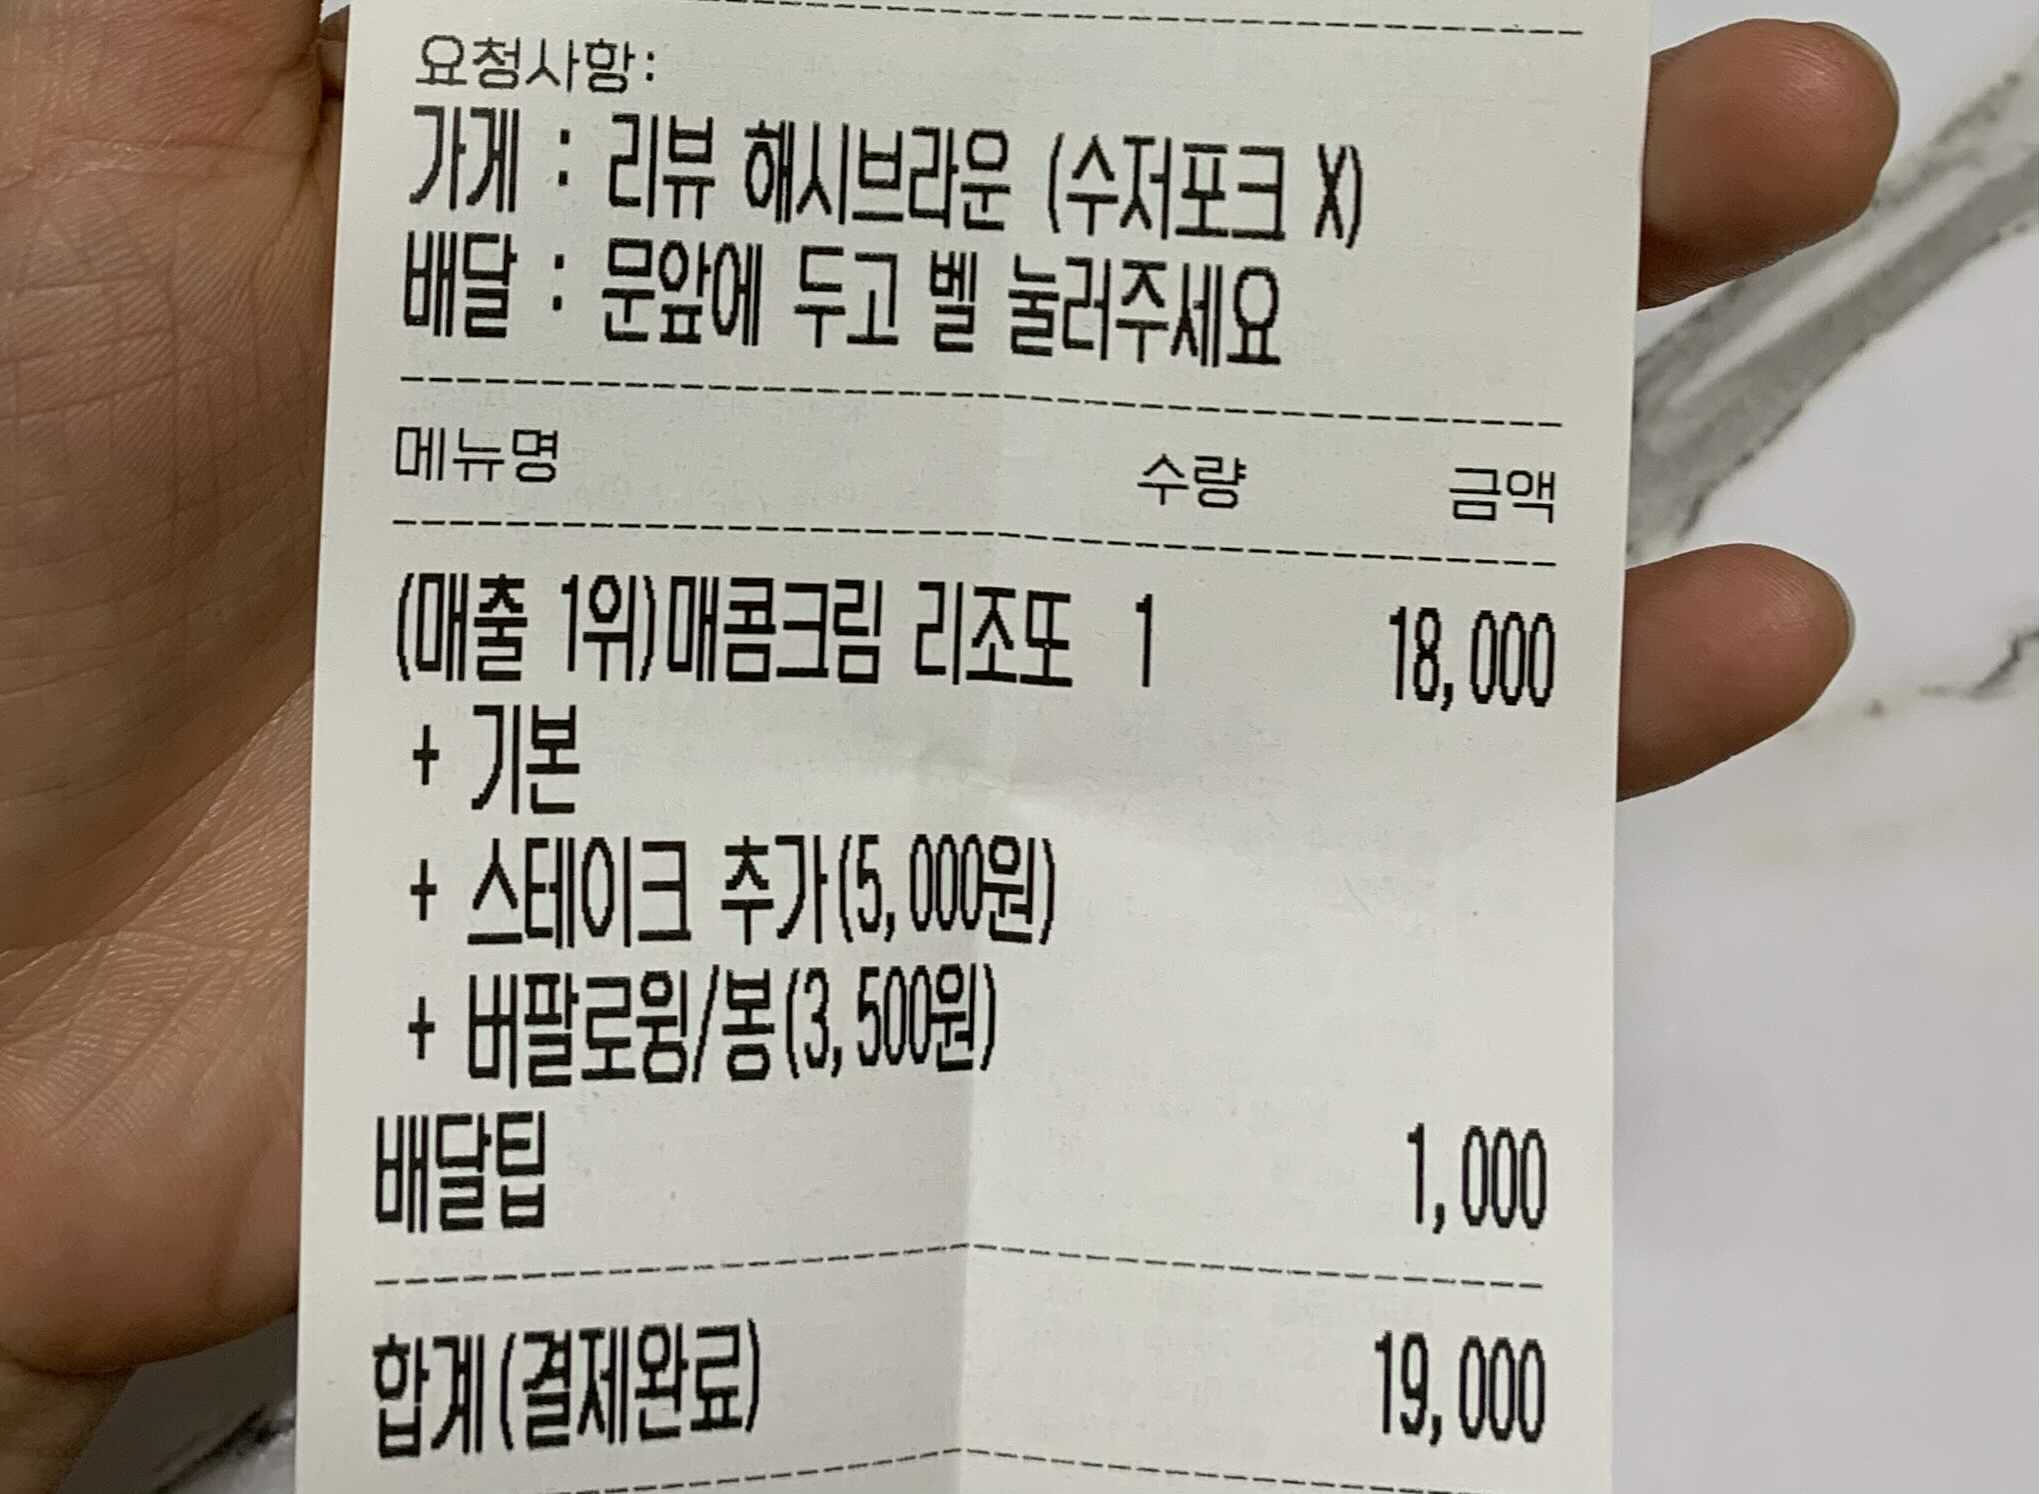 요청사항:
가게 : 리뷰 해시브라운 (수저포크 X)
배달 : 문앞에 두고 벨 눌러주세요
메뉴명 수량 금액
(매출 1위)매콤크림 리조또 1 18,000
+ 기본
+ 스테이크 추가(5,000원)
+ 버팔로윙/봉(3,500원)
배달팁 1,000
합계(결제완료) 19,000